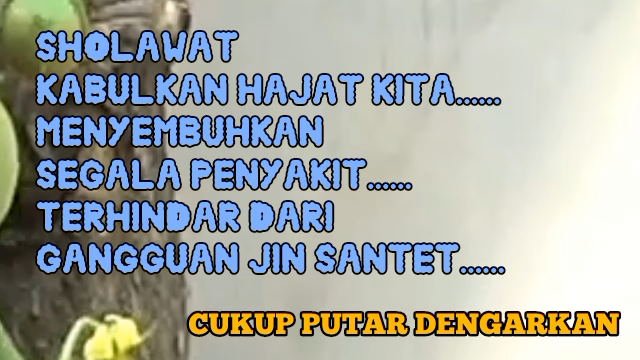 SHOLAWAT
KABULKAN HAJAT KITA......
MENYEMBUHKAN
SEGALA PENYAKIT......
TERHINDAR DARI
GANGGUAN JIN SANTET......
CUKUP PUTAR DENGARKAN